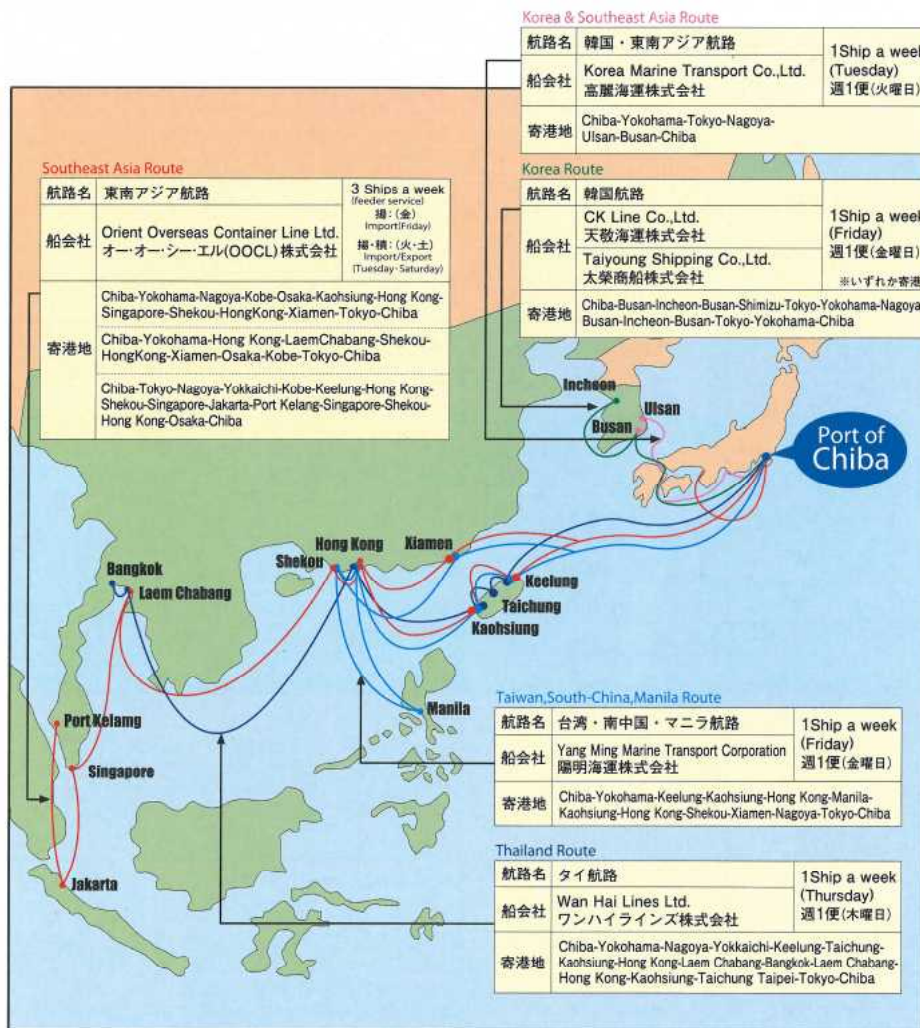 Korea & Southeast Asia Route
航路名 韓国・東南アジア航路
船会社 Korea Marine Transport Co.,Ltd.
高麗海運株式会社
1Ship a week
(Tuesday)
週1便(火曜日)
寄港地 Chiba-Yokohama-Tokyo-Nagoya-
Ulsan-Busan-Chiba
Southeast Asia Route
航路名 東南アジア航路
船会社 Orient Overseas Container Line Ltd.
オー・オー・シー・エル(OOCL)株式会社
3 Ships a week
(feeder service)
揚：(金)
Import(Friday)
揚・積：(火・土)
Import/Export
(Tuesday・Saturday)
寄港地
Chiba-Yokohama-Nagoya-Kobe-Osaka-Kaohsiung-Hong Kong-
Singapore-Shekou-HongKong-Xiamen-Tokyo-Chiba
Chiba-Yokohama-Hong Kong-LaemChabang-Shekou-
HongKong-Xiamen-Osaka-Kobe-Tokyo-Chiba
Chiba-Tokyo-Nagoya-Yokkaichi-Kobe-Keelung-Hong Kong-
Shekou-Singapore-Jakarta-Port Kelang-Singapore-Shekou-
Hong Kong-Osaka-Chiba
Korea Route
航路名 韓国航路
船会社 CK Line Co.,Ltd.
天敬海運株式会社
Taiyoung Shipping Co.,Ltd.
太榮商船株式会社
1Ship a week
(Friday)
週1便(金曜日)
※いずれか寄港
寄港地 Chiba-Busan-Incheon-Busan-Shimizu-Tokyo-Yokohama-Nagoya
Busan-Incheon-Busan-Tokyo-Yokohama-Chiba
Incheon
Ulsan
Busan
Port of
Chiba
Hong Kong
Xiamen
Shekou
Bangkok
Laem Chabang
Keelung
Taichung
Kaohsiung
Manila
Port Kelang
Singapore
Jakarta
Taiwan,South-China,Manila Route
航路名 台湾・南中国・マニラ航路
船会社 Yang Ming Marine Transport Corporation
陽明海運株式会社
1Ship a week
(Friday)
週1便(金曜日)
寄港地 Chiba-Yokohama-Keelung-Kaohsiung-Hong Kong-Manila-
Kaohsiung-Hong Kong-Shekou-Xiamen-Nagoya-Tokyo-Chiba
Thailand Route
航路名 タイ航路
船会社 Wan Hai Lines Ltd.
ワンハイラインズ株式会社
1Ship a week
(Thursday)
週1便(木曜日)
寄港地 Chiba-Yokohama-Nagoya-Yokkaichi-Keelung-Taichung-
Kaohsiung-Hong Kong-Laem Chabang-Bangkok-Laem Chabang-
Hong Kong-Kaohsiung-Taichung Taipei-Tokyo-Chiba